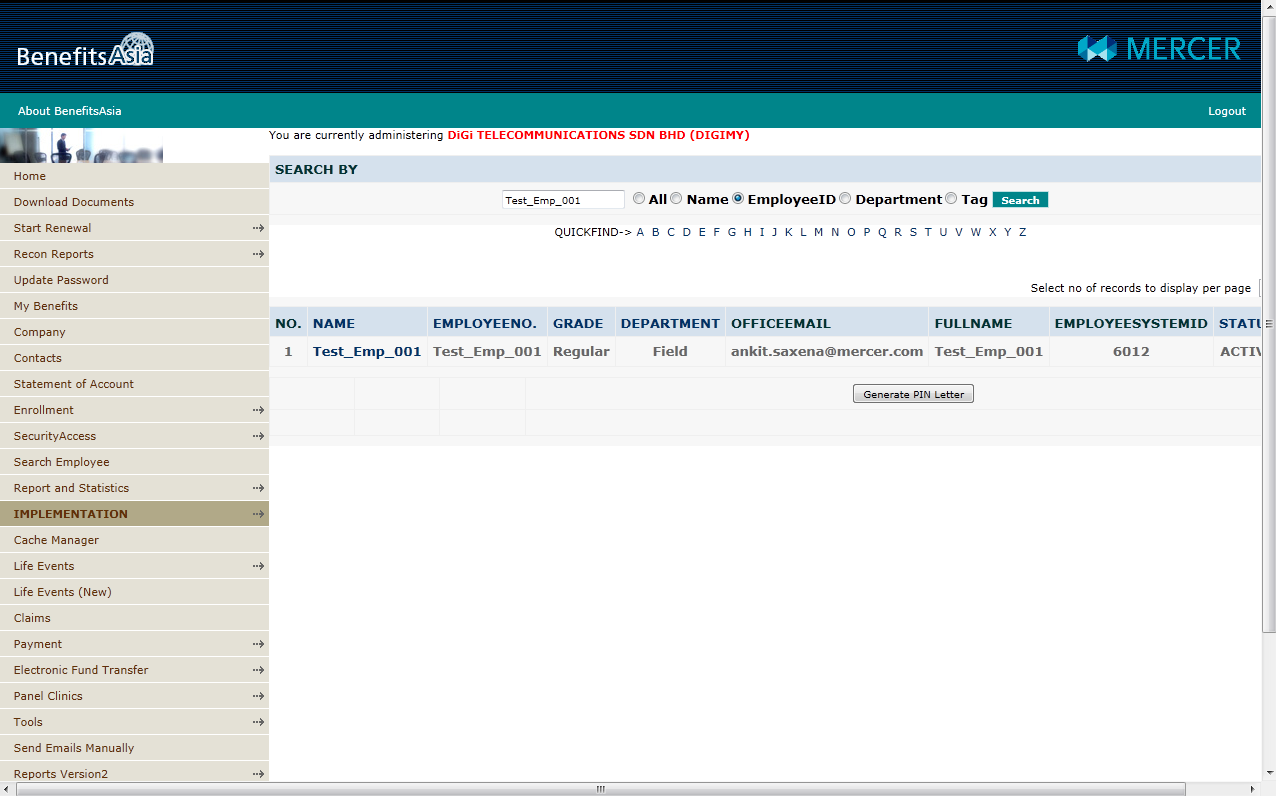 BenefitsAsia
MERCER
About BenefitsAsia
Logout
You are currently administering DiGi TELECOMMUNICATIONS SDN BHD (DIGIMY)
SEARCH BY
Test_Emp_001 All Name EmployeeID Department Tag Search
QUICKFIND-> A B C D E F G H I J K L M N O P Q R S T U V W X Y Z
Select no of records to display per page
NO. NAME EMPLOYEENO. GRADE DEPARTMENT OFFICEEMAIL FULLNAME EMPLOYEESYSTEMID STATU
1 Test_Emp_001 Test_Emp_001 Regular Field ankit.saxena@mercer.com Test_Emp_001 6012 ACTIV
Generate PIN Letter
Home
Download Documents
Start Renewal
Recon Reports
Update Password
My Benefits
Company
Contacts
Statement of Account
Enrollment
SecurityAccess
Search Employee
Report and Statistics
IMPLEMENTATION
Cache Manager
Life Events
Life Events (New)
Claims
Payment
Electronic Fund Transfer
Panel Clinics
Tools
Send Emails Manually
Reports Version2